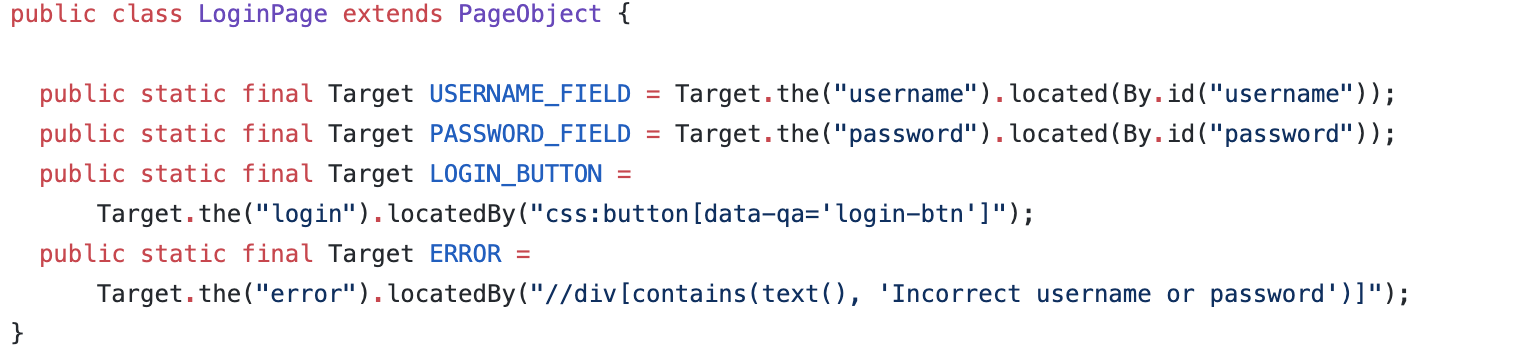 public class LoginPage extends PageObject {
public static final Target USERNAME_FIELD = Target.the("username").located(By.id("username"));
public static final Target PASSWORD_FIELD = Target.the("password").located(By.id("password"));
public static final Target LOGIN_BUTTON =
Target.the("login").locatedBy("css:button[data-qa='login-btn']");
public static final Target ERROR =
Target.the("error").locatedBy("//div[contains(text(), 'Incorrect username or password')]");
}